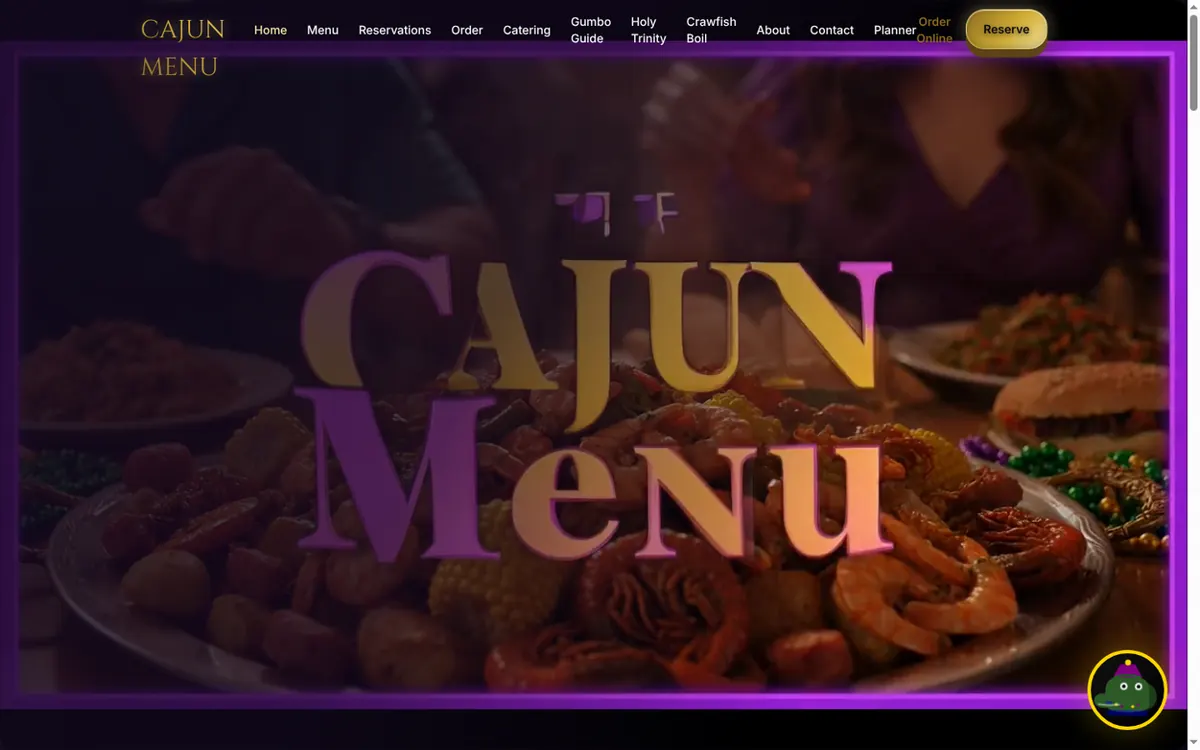 CAJUN
MENU
Home
Menu
Reservations
Order
Catering
Gumbo
Guide
Holy
Trinity
Crawfish
Boil
About
Contact
Planner
Order
Online
Reserve
CAJUN
MeNu